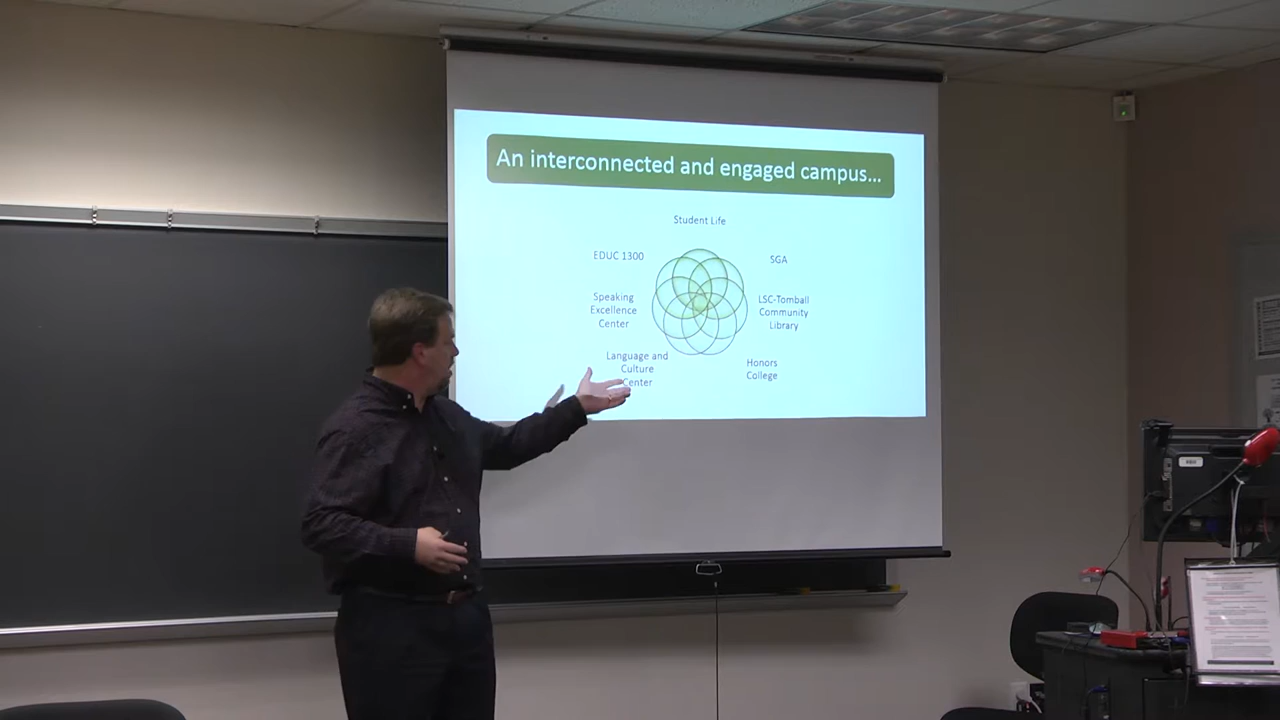 An interconnected and engaged campus...
Student Life
EDUC 1300
SGA
Speaking
Excellence
Center
LSC-Tomball
Community
Library
Language and
Culture
Center
Honors
College